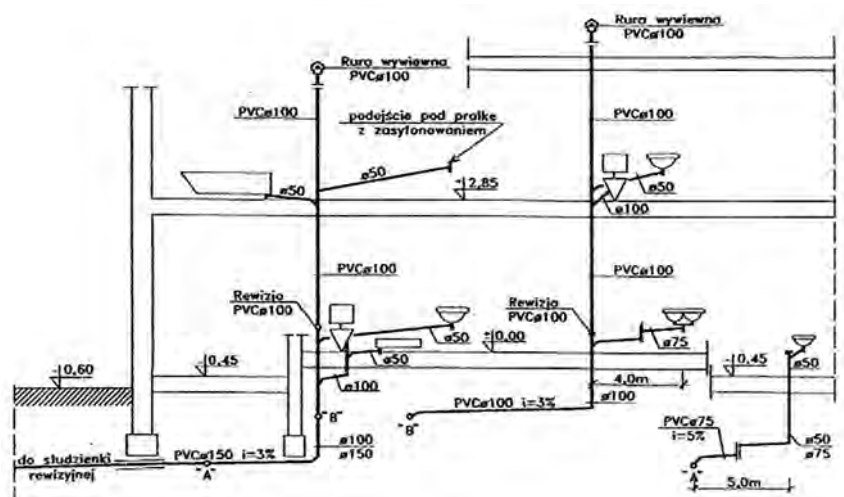 Rura wywiewna
PVCø100
Rura wywiewna
PVCø100
PVCø100
podejście pod pralkę
z zasyfonowaniem
PVCø100
ø50
ø50
2,85
ø50
ø100
PVCø100
PVCø100
Rewizja
PVCø100
Rewizja
PVCø100
ø50
ø50
±0,00
ø75
-0,60
0,45
ø100
-0,45
ø50
4,0m
ø100
PVCø100 i=3%
"B"
"B"
PVCø75
i=5%
do studzienki
rewizyjnej
PVCø150 i=3%
"A"
ø100
ø150
ø50
ø75
"A"
5,0m